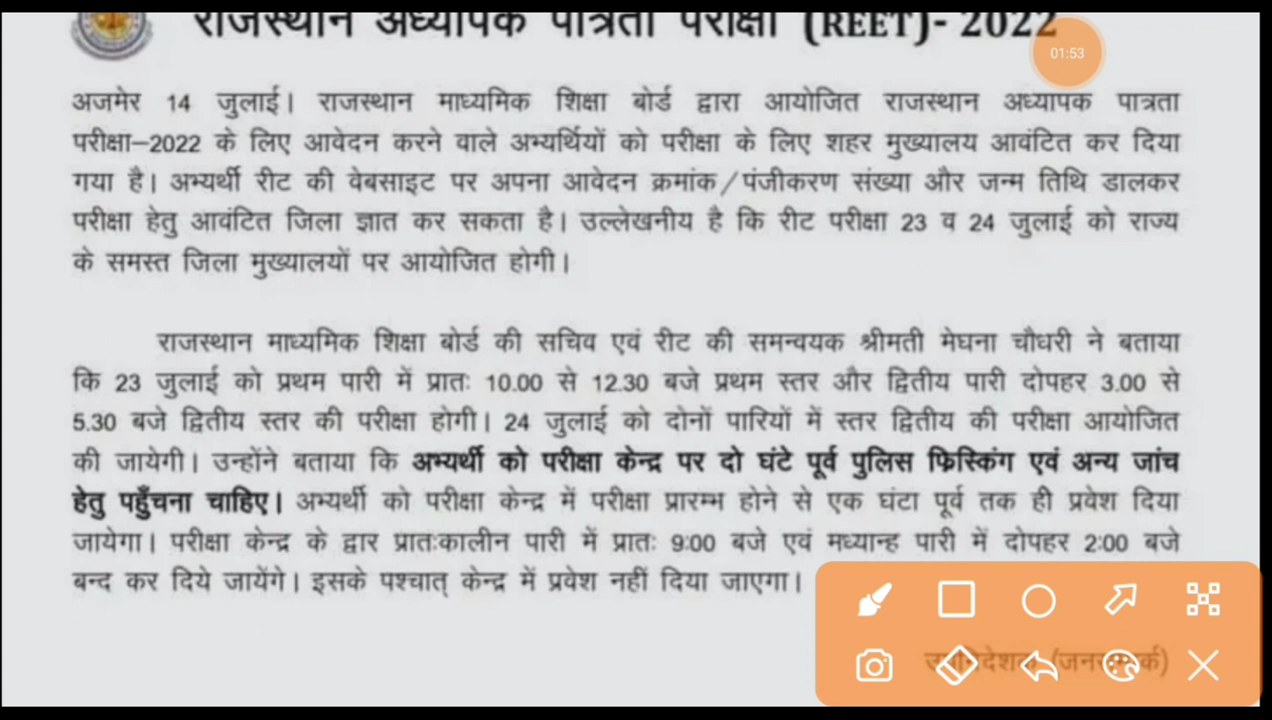 राजस्थान अध्यापक पात्रता परीक्षा (REET)- 2022
01:53
अजमेर 14 जुलाई। राजस्थान माध्यमिक शिक्षा बोर्ड द्वारा आयोजित राजस्थान अध्यापक पात्रता
परीक्षा–2022 के लिए आवेदन करने वाले अभ्यर्थियों को परीक्षा के लिए शहर मुख्यालय आवंटित कर दिया
गया है। अभ्यर्थी रीट की वेबसाइट पर अपना आवेदन क्रमांक/पंजीकरण संख्या और जन्म तिथि डालकर
परीक्षा हेतु आवंटित जिला ज्ञात कर सकता है। उल्लेखनीय है कि रीट परीक्षा 23 व 24 जुलाई को राज्य
के समस्त जिला मुख्यालयों पर आयोजित होगी।
राजस्थान माध्यमिक शिक्षा बोर्ड की सचिव एवं रीट की समन्वयक श्रीमती मेघना चौधरी ने बताया
कि 23 जुलाई को प्रथम पारी में प्रातः 10.00 से 12.30 बजे प्रथम स्तर और द्वितीय पारी दोपहर 3.00 से
5.30 बजे द्वितीय स्तर की परीक्षा होगी। 24 जुलाई को दोनों पारियों में स्तर द्वितीय की परीक्षा आयोजित
की जायेगी। उन्होंने बताया कि अभ्यर्थी को परीक्षा केन्द्र पर दो घंटे पूर्व पुलिस फ्रिस्किंग एवं अन्य जांच
हेतु पहुँचना चाहिए। अभ्यर्थी को परीक्षा केन्द्र में परीक्षा प्रारम्भ होने से एक घंटा पूर्व तक ही प्रवेश दिया
जायेगा। परीक्षा केन्द्र के द्वार प्रातःकालीन पारी में प्रातः 9:00 बजे एवं मध्यान्ह पारी में दोपहर 2:00 बजे
बन्द कर दिये जायेंगे। इसके पश्चात् केन्द्र में प्रवेश नहीं दिया जाएगा।